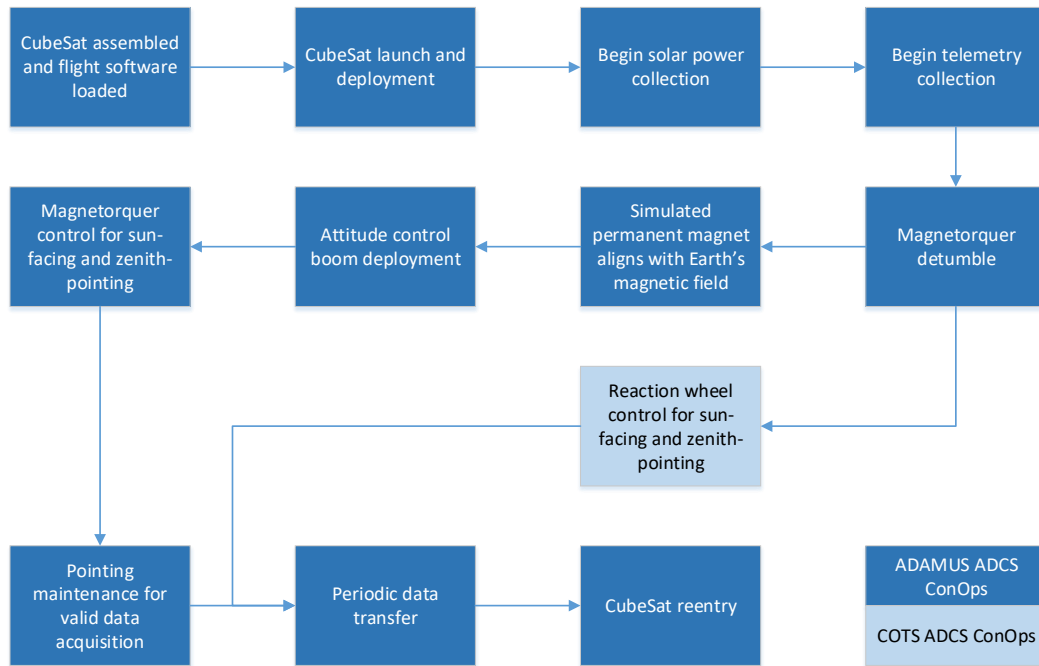 CubeSat assembled
and flight software
loaded
CubeSat launch and
deployment
Begin solar power
collection
Begin telemetry
collection
Magnetorquer
control for sun-
facing and zenith-
pointing
Attitude control
boom deployment
Simulated
permanent magnet
aligns with Earth’s
magnetic field
Magnetorquer
detumble
Reaction wheel
control for sun-
facing and zenith-
pointing
Pointing
maintenance for
valid data
acquisition
Periodic data
transfer
CubeSat reentry
ADAMUS ADCS
ConOps
COTS ADCS ConOps